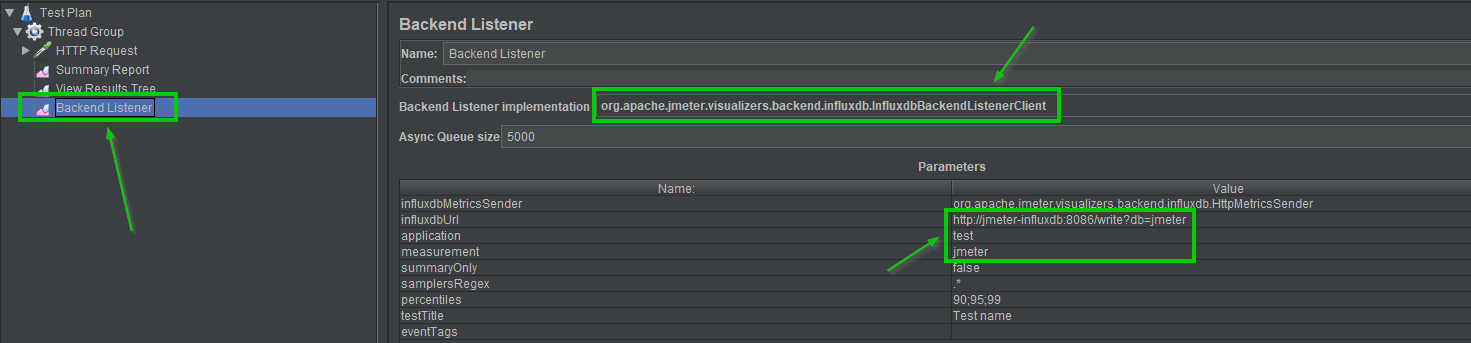 Test Plan
Thread Group
HTTP Request
Summary Report
View Results Tree
Backend Listener
Backend Listener
Name: Backend Listener
Comments:
Backend Listener implementation org.apache.jmeter.visualizers.backend.influxdb.InfluxdbBackendListenerClient
Async Queue size 5000
Parameters
Name: Value
influxdbMetricsSender org.apache.jmeter.visualizers.backend.influxdb.HttpMetricsSender
influxdbUrl http://jmeter-influxdb:8086/write?db=jmeter
application test
measurement jmeter
summaryOnly false
samplersRegex .*
percentiles 90;95;99
testTitle Test name
eventTags